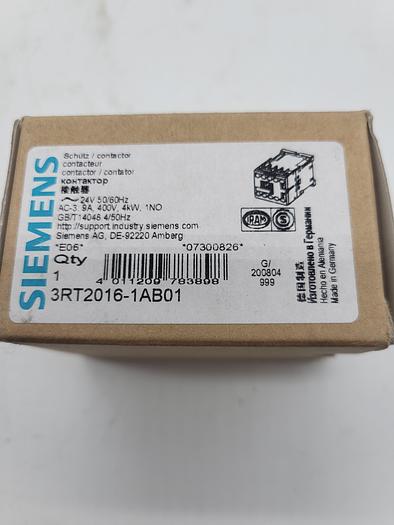 SIEMENS
Schütz / contactor
contacteur
contactor / contator
контактор
接触器
24V 50/60Hz
AC-3, 9A, 400V, 4kW, 1NO
GB/T14048.4/50Hz
http://support.industry.siemens.com
Siemens AG, DE-92220 Amberg
*E06* *07300826*
Qty
1
4 011209 783898
3RT2016-1AB01
G/
200804
999
德国制造
Изготовлено в Германии
Hecho en Alemania
Made in Germany